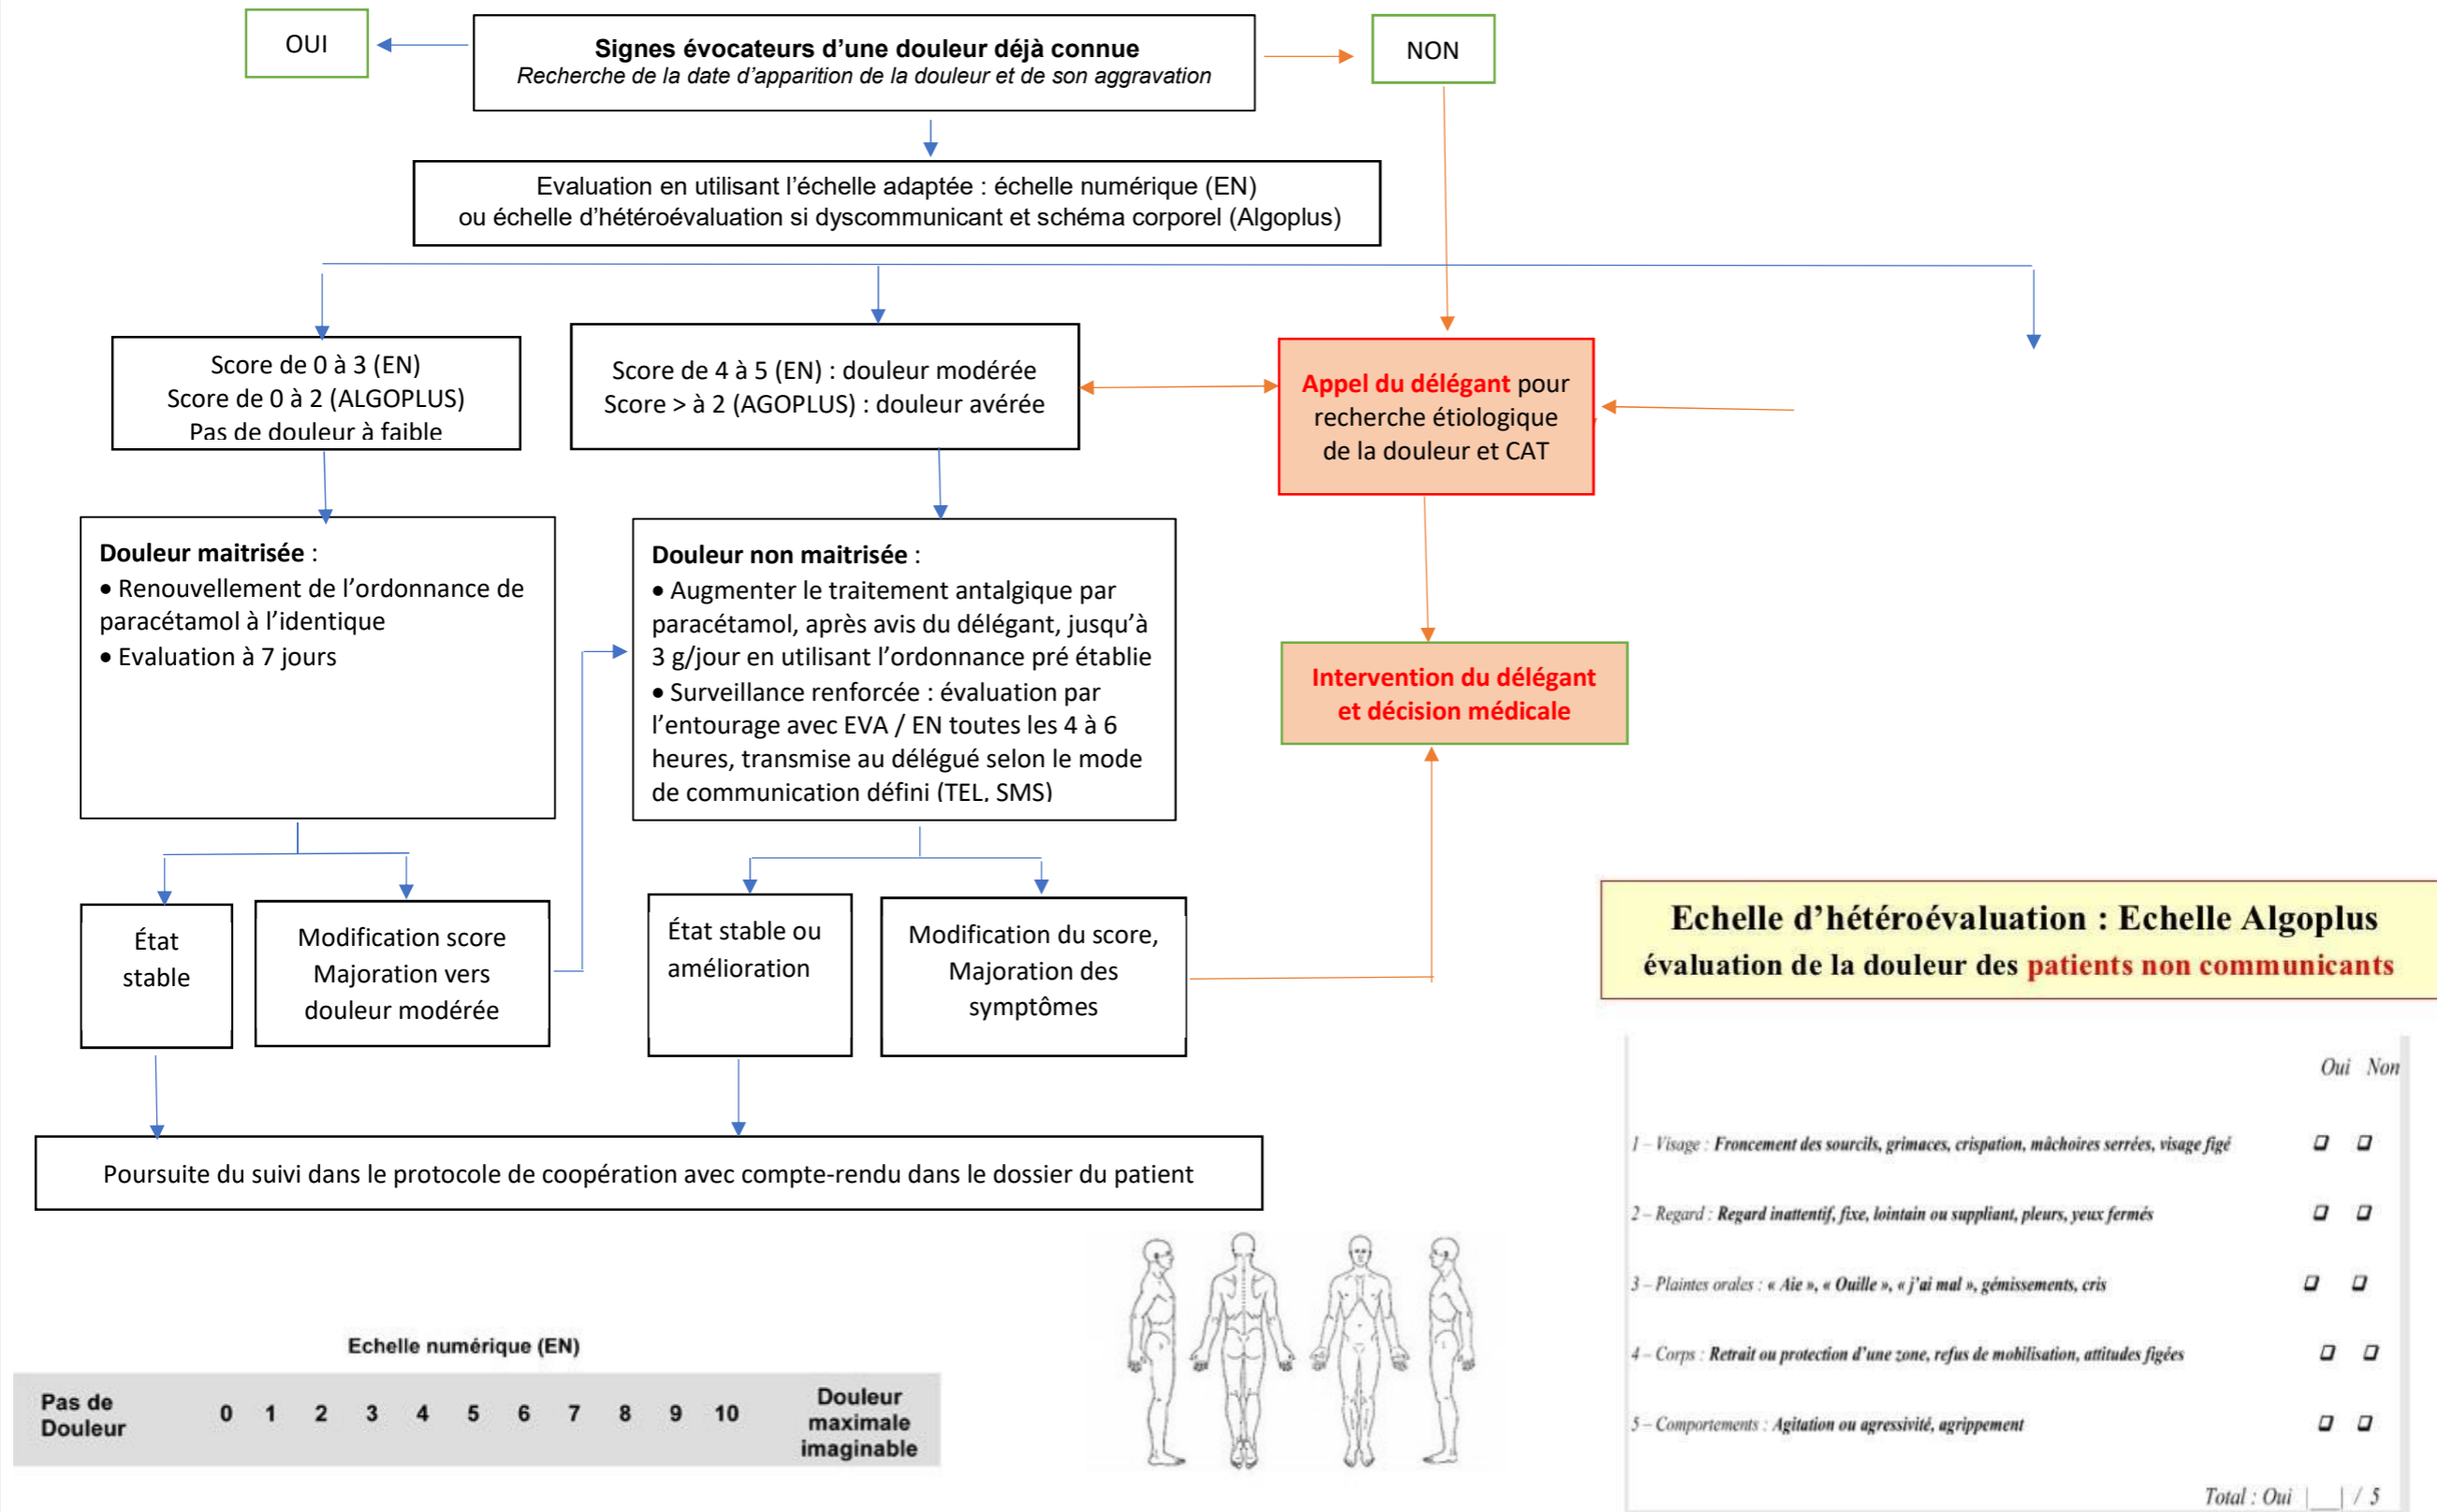 OUI
Signes évocateurs d’une douleur déjà connue
Recherche de la date d’apparition de la douleur et de son aggravation
NON
Evaluation en utilisant l’échelle adaptée : échelle numérique (EN)
ou échelle d’hétéroévaluation si dyscommunicant et schéma corporel (Algoplus)
Score de 0 à 3 (EN)
Score de 0 à 2 (ALGOPLUS)
Pas de douleur à faible
Score de 4 à 5 (EN) : douleur modérée
Score > à 2 (AGOPLUS) : douleur avérée
Appel du délégant pour
recherche étiologique
de la douleur et CAT
Douleur maitrisée :
• Renouvellement de l’ordonnance de
paracétamol à l’identique
• Evaluation à 7 jours
Douleur non maitrisée :
• Augmenter le traitement antalgique par
paracétamol, après avis du délégant, jusqu’à
3 g/jour en utilisant l’ordonnance pré établie
• Surveillance renforcée : évaluation par
l’entourage avec EVA / EN toutes les 4 à 6
heures, transmise au délégué selon le mode
de communication défini (TEL, SMS)
Intervention du délégant
et décision médicale
État
stable
Modification score
Majoration vers
douleur modérée
État stable ou
amélioration
Modification du score,
Majoration des
symptômes
Poursuite du suivi dans le protocole de coopération avec compte-rendu dans le dossier du patient
Echelle numérique (EN)
Pas de
Douleur
0 1 2 3 4 5 6 7 8 9 10
Douleur
maximale
imaginable
Echelle d’hétéroévaluation : Echelle Algoplus
évaluation de la douleur des patients non communicants
Oui Non
1 – Visage : Froncement des sourcils, grimaces, crispation, mâchoires serrées, visage figé
2 – Regard : Regard inattentif, fixe, lointain ou suppliant, pleurs, yeux fermés
3 – Plaintes orales : « Aie », « Ouille », « j’ai mal », gémissements, cris
4 – Corps : Retrait ou protection d’une zone, refus de mobilisation, attitudes figées
5 – Comportements : Agitation ou agressivité, agrippement
Total : Oui |___| / 5